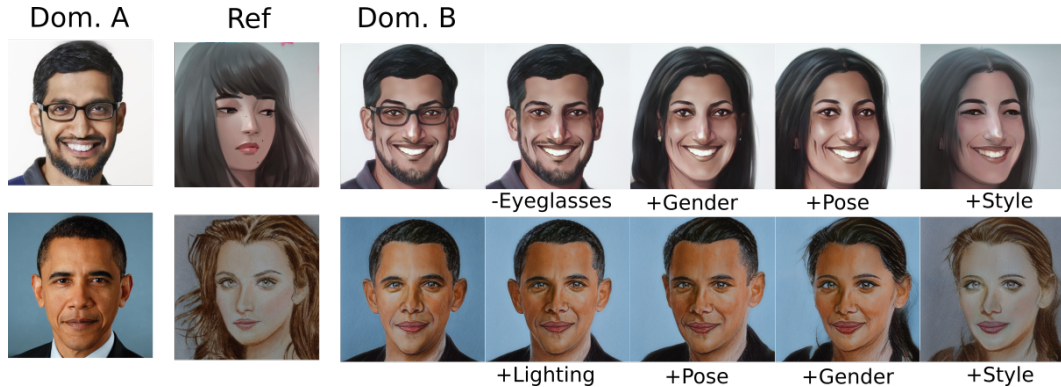 Dom. A Ref Dom. B
-Eyeglasses +Gender +Pose +Style
+Lighting +Pose +Gender +Style